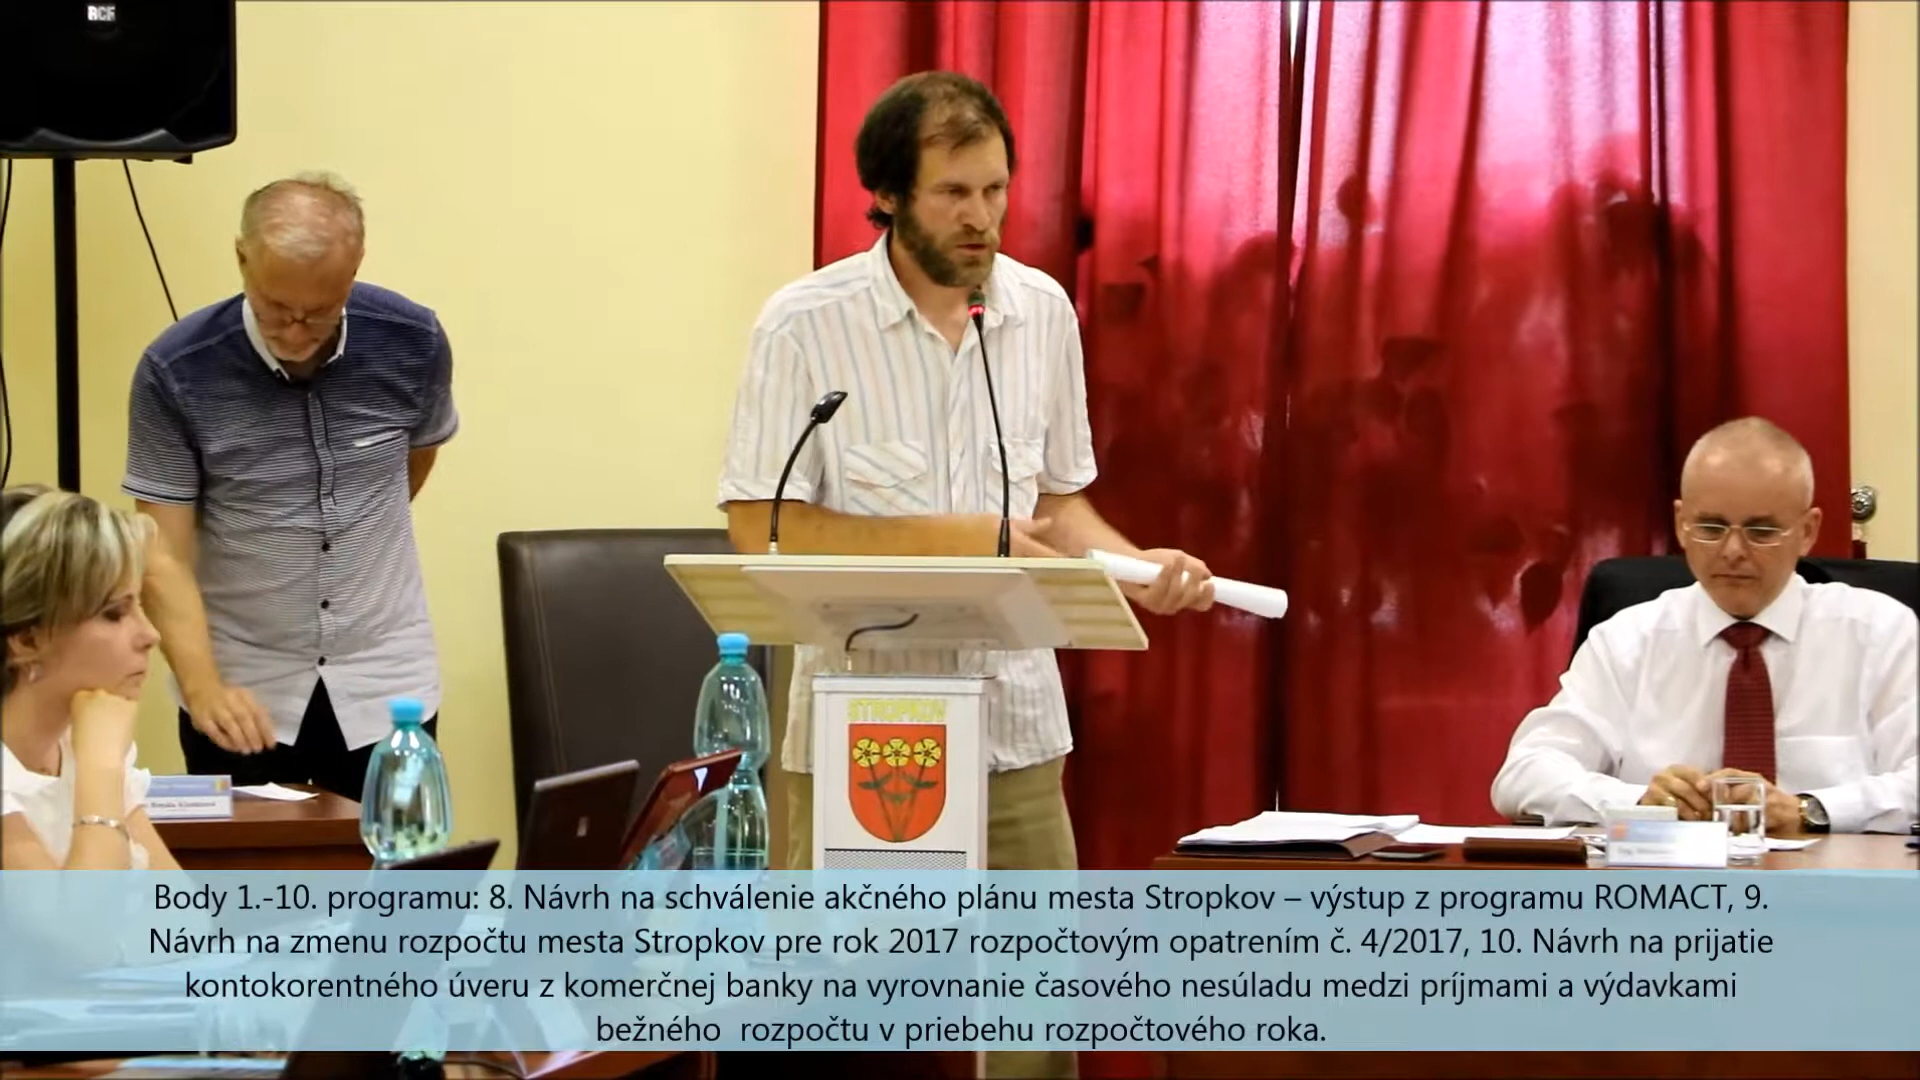 RCF
STROPKOV
Body 1.-10. programu: 8. Návrh na schválenie akčného plánu mesta Stropkov – výstup z programu ROMACT, 9.
Návrh na zmenu rozpočtu mesta Stropkov pre rok 2017 rozpočtovým opatrením č. 4/2017, 10. Návrh na prijatie
kontokorentného úveru z komerčnej banky na vyrovnanie časového nesúladu medzi príjmami a výdavkami
bežného  rozpočtu v priebehu rozpočtového roka.